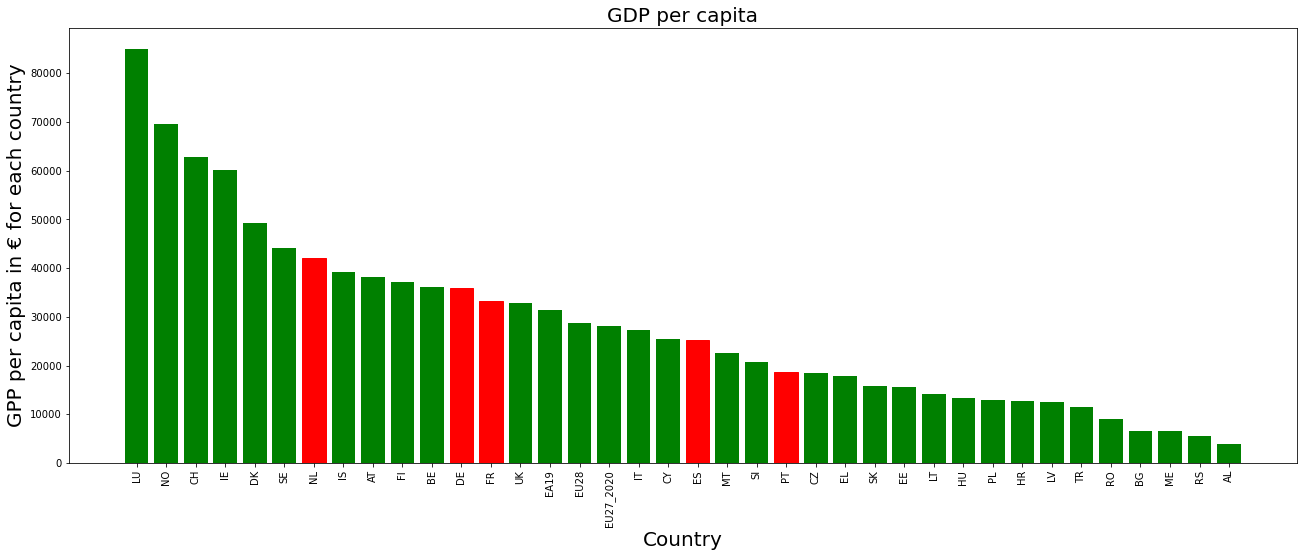 GDP per capita
GPP per capita in € for each country
80000
70000
60000
50000
40000
30000
20000
10000
0
LU NO CH IE DK SE NL IS AT FI BE DE FR UK EA19 EU28 EU27_2020 IT CY ES MT SI PT CZ EL SK EE LT HU PL HR LV TR RO BG ME RS AL
Country